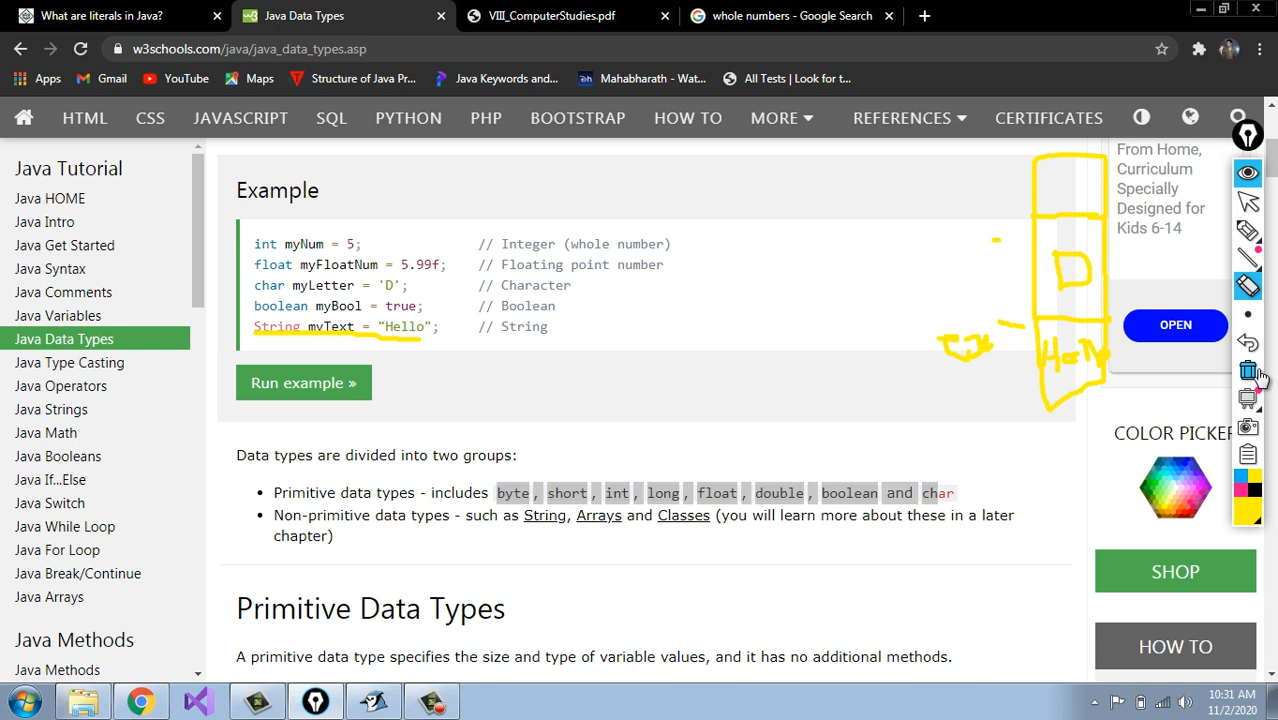 What are literals in Java?
Java Data Types
VIII_ComputerStudies.pdf
whole numbers - Google Search
w3schools.com/java/java_data_types.asp
Apps
Gmail
YouTube
Maps
Structure of Java Pr...
Java Keywords and...
Mahabharath - Wat...
All Tests | Look for t...
HTML
CSS
JAVASCRIPT
SQL
PYTHON
PHP
BOOTSTRAP
HOW TO
MORE
REFERENCES
CERTIFICATES
Java Tutorial
Java HOME
Java Intro
Java Get Started
Java Syntax
Java Comments
Java Variables
Java Data Types
Java Type Casting
Java Operators
Java Strings
Java Math
Java Booleans
Java If...Else
Java Switch
Java While Loop
Java For Loop
Java Break/Continue
Java Arrays
Java Methods
Java Methods
Example
int myNum = 5; // Integer (whole number)
float myFloatNum = 5.99f; // Floating point number
char myLetter = 'D'; // Character
boolean myBool = true; // Boolean
String myText = "Hello"; // String
Run example »
D
Data types are divided into two groups:
• Primitive data types - includes byte, short, int, long, float, double, boolean and char
• Non-primitive data types - such as String, Arrays and Classes (you will learn more about these in a later
chapter)
Primitive Data Types
A primitive data type specifies the size and type of variable values, and it has no additional methods.
From Home,
Curriculum
Specially
Designed for
Kids 6-14
OPEN
COLOR PICKER
SHOP
HOW TO
10:31 AM
11/2/2020